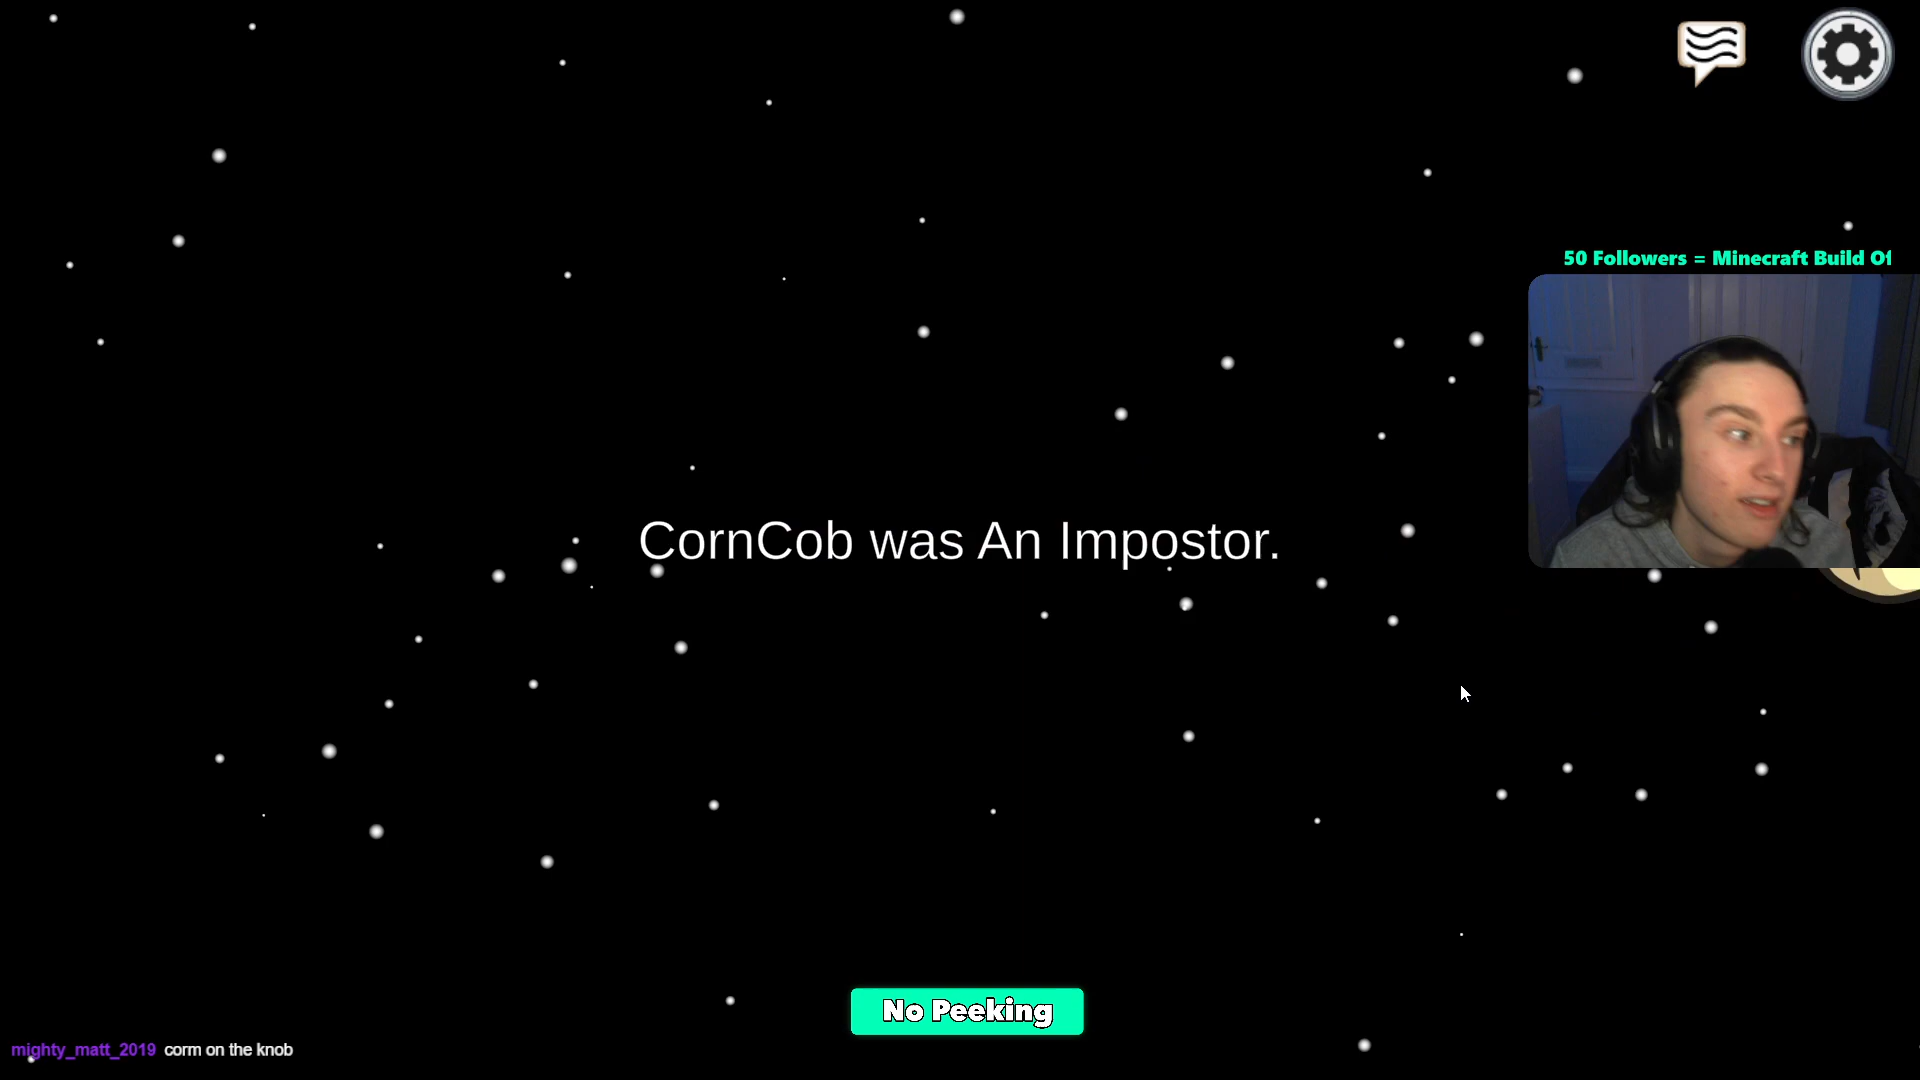 50 Followers = Minecraft Build Of
CornCob was An Impostor.
No Peeking
mighty_matt_2019 corm on the knob